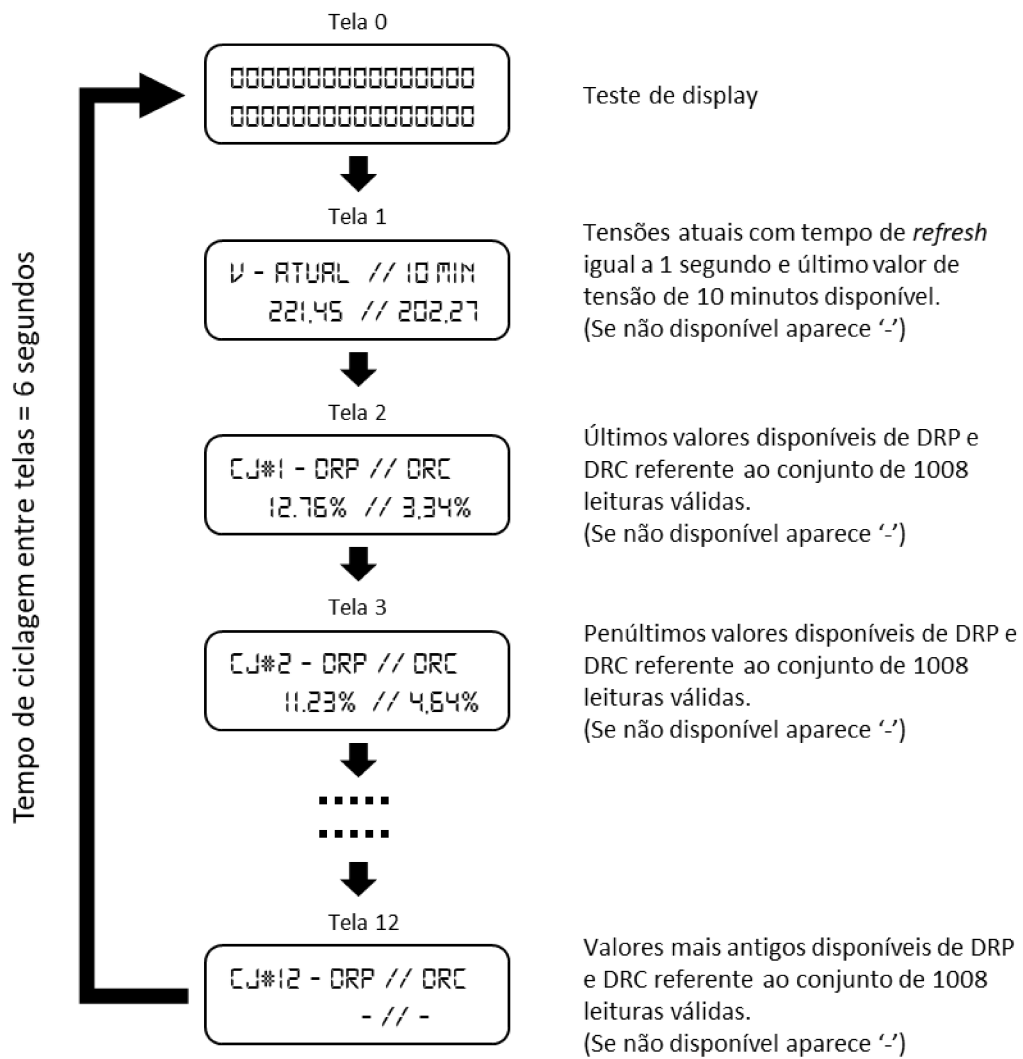 Tela 0
0000000000000000
0000000000000000
Teste de display
Tela 1
V - ATUAL // 10 MIN
221,45 // 202,27
Tensões atuais com tempo de refresh
igual a 1 segundo e último valor de
tensão de 10 minutos disponível.
(Se não disponível aparece ‘-’)
Tela 2
CJ#1 - DRP // DRC
12.76% // 3,34%
Últimos valores disponíveis de DRP e
DRC referente ao conjunto de 1008
leituras válidas.
(Se não disponível aparece ‘-’)
Tela 3
CJ#2 - DRP // DRC
11.23% // 4,64%
Penúltimos valores disponíveis de DRP e
DRC referente ao conjunto de 1008
leituras válidas.
(Se não disponível aparece ‘-’)
Tela 12
CJ#12 - DRP // DRC
- // -
Valores mais antigos disponíveis de DRP
e DRC referente ao conjunto de 1008
leituras válidas.
(Se não disponível aparece ‘-’)
Tempo de ciclagem entre telas = 6 segundos